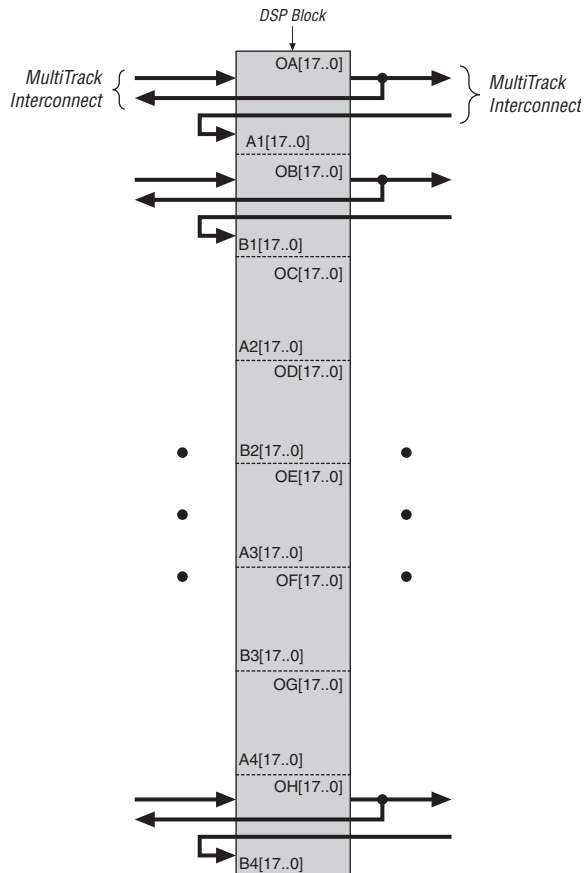 DSP Block
MultiTrack
Interconnect
OA[17..0]
MultiTrack
Interconnect
A1[17..0]
OB[17..0]
B1[17..0]
OC[17..0]
A2[17..0]
OD[17..0]
B2[17..0]
OE[17..0]
A3[17..0]
OF[17..0]
B3[17..0]
OG[17..0]
A4[17..0]
OH[17..0]
B4[17..0]